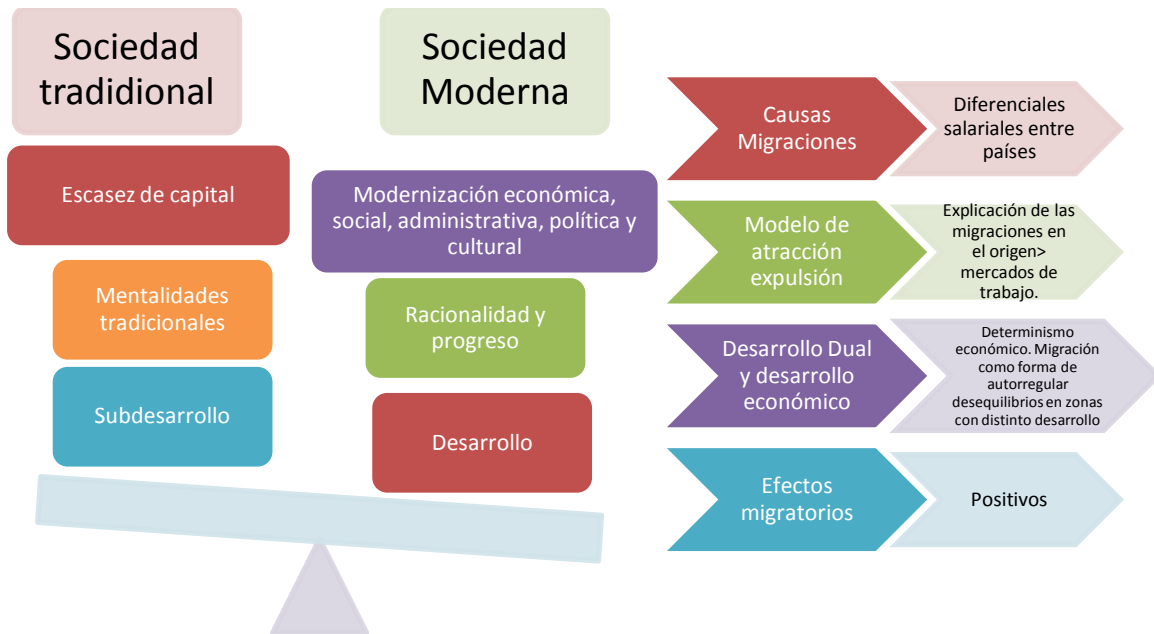 Sociedad
tradidional
Escasez de capital
Mentalidades
tradicionales
Subdesarrollo
Sociedad
Moderna
Modernización económica,
social, administrativa, política y
cultural
Racionalidad y
progreso
Desarrollo
Causas
Migraciones
Diferenciales
salariales entre
países
Modelo de
atracción
expulsión
Explicación de las
migraciones en
el origen>
mercados de
trabajo.
Desarrollo Dual
y desarrollo
económico
Determinismo
económico. Migración
como forma de
autorregular
desequilibrios en zonas
con distinto desarrollo
Efectos
migratorios
Positivos